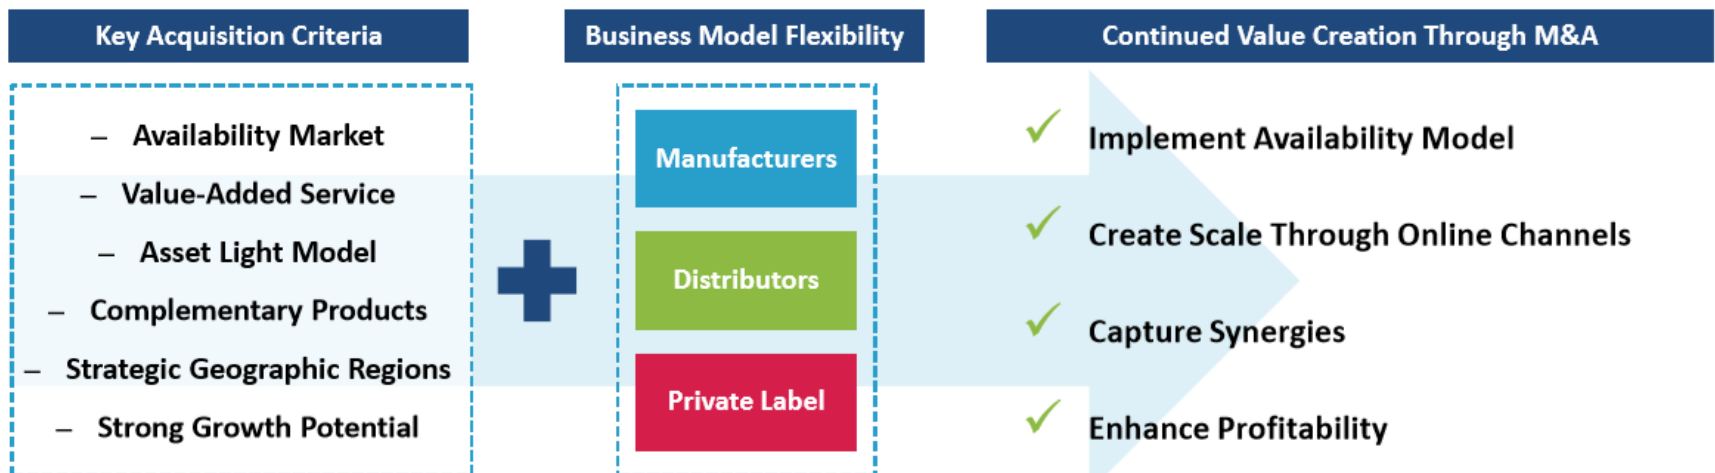 Key Acquisition Criteria
– Availability Market
– Value-Added Service
– Asset Light Model
– Complementary Products
– Strategic Geographic Regions
– Strong Growth Potential
Business Model Flexibility
Manufacturers
Distributors
Private Label
Continued Value Creation Through M&A
✓ Implement Availability Model
✓ Create Scale Through Online Channels
✓ Capture Synergies
✓ Enhance Profitability